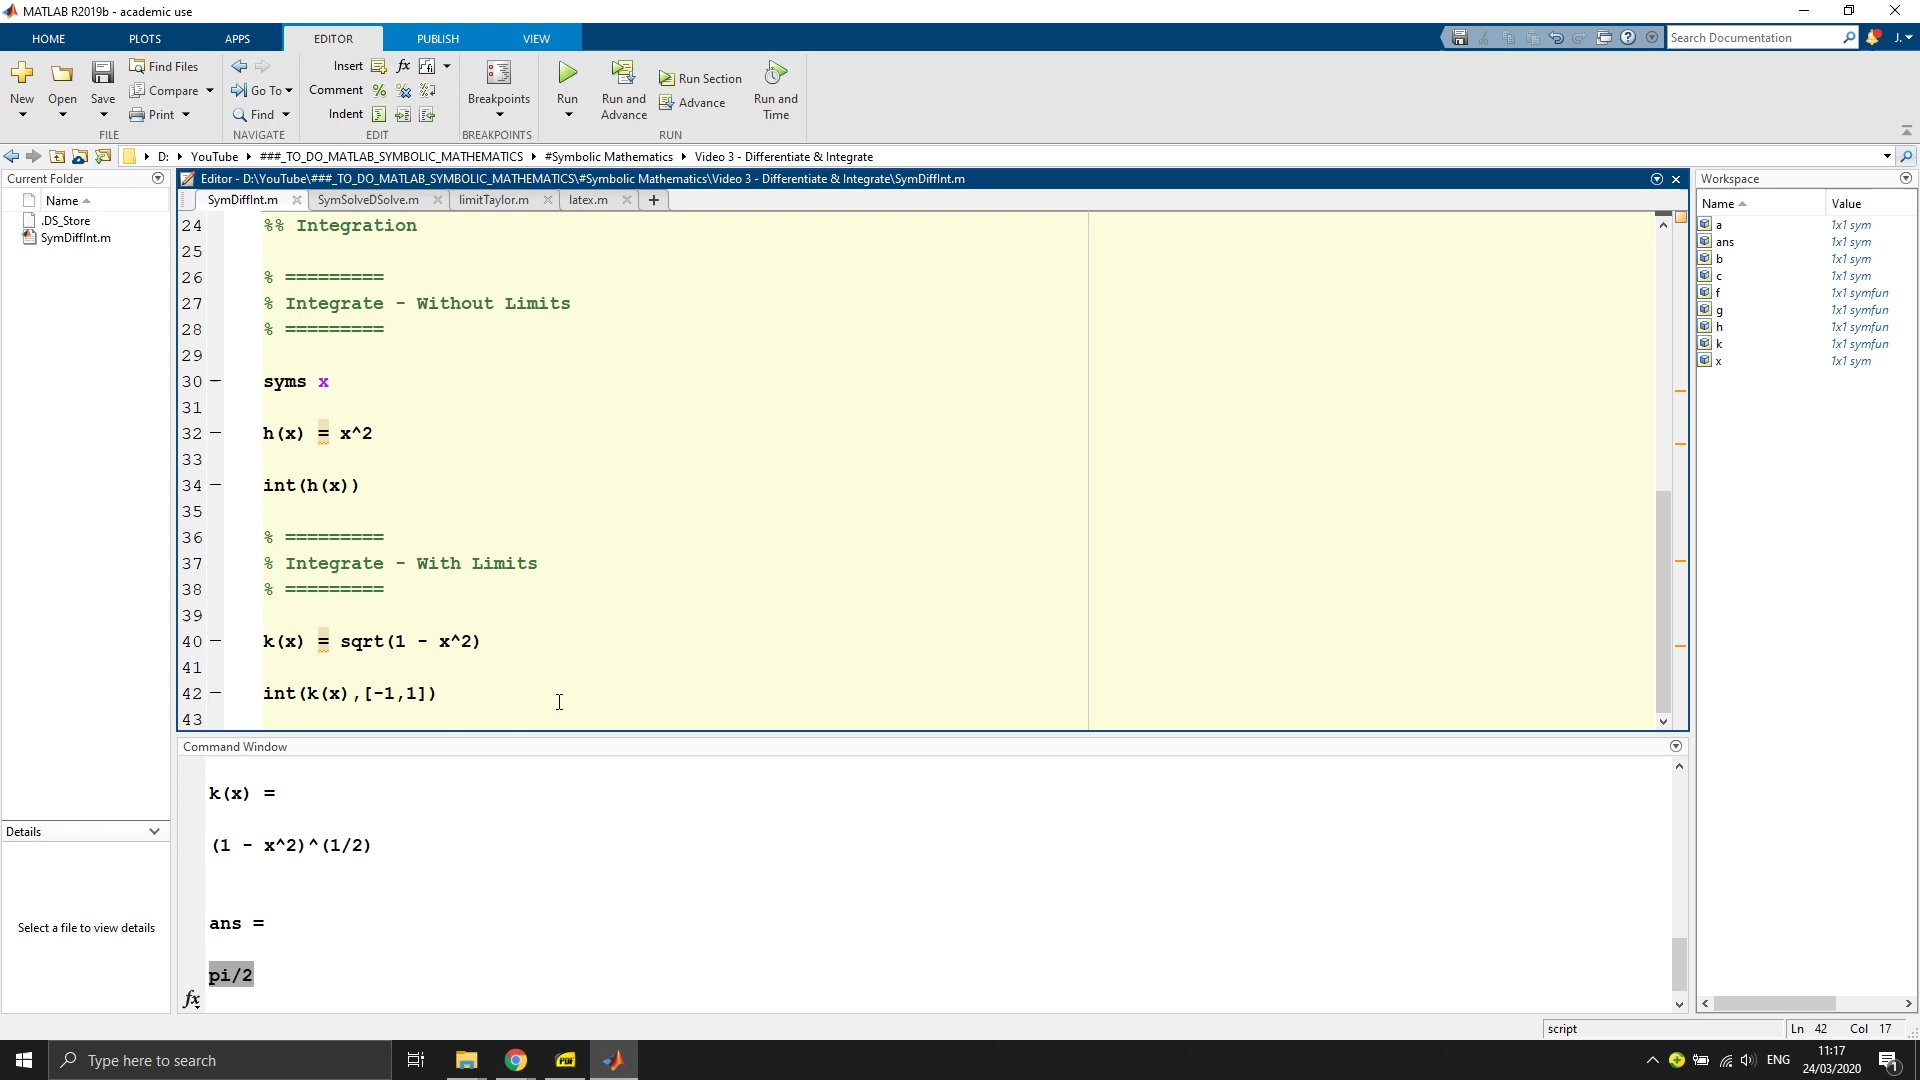 MATLAB R2019b - academic use
HOME PLOTS APPS EDITOR PUBLISH VIEW Search Documentation J.
Find Files Insert fx
New Open Save Compare Go To Comment Breakpoints Run Run and Advance Run Section Advance Run and Time
Print Find Indent
FILE NAVIGATE EDIT BREAKPOINTS RUN
D: YouTube ###_TO_DO_MATLAB_SYMBOLIC_MATHEMATICS #Symbolic Mathematics Video 3 - Differentiate & Integrate
Current Folder
Name
.DS_Store
SymDiffInt.m
Details
Select a file to view details
Editor - D:\YouTube\###_TO_DO_MATLAB_SYMBOLIC_MATHEMATICS\#Symbolic Mathematics\Video 3 - Differentiate & Integrate\SymDiffInt.m
SymDiffInt.m SymSolveDSolve.m limitTaylor.m latex.m
24 %% Integration
25
26 % =========
27 % Integrate - Without Limits
28 % =========
29
30 syms x
31
32 h(x) = x^2
33
34 int(h(x))
35
36 % =========
37 % Integrate - With Limits
38 % =========
39
40 k(x) = sqrt(1 - x^2)
41
42 int(k(x),[-1,1])
43
Command Window
k(x) =
(1 - x^2)^(1/2)
ans =
pi/2
fx
Workspace
Name Value
a 1x1 sym
ans 1x1 sym
b 1x1 sym
c 1x1 sym
f 1x1 symfun
g 1x1 symfun
h 1x1 symfun
k 1x1 symfun
x 1x1 sym
script Ln 42 Col 17
Type here to search PDF ENG 11:17
24/03/2020 1